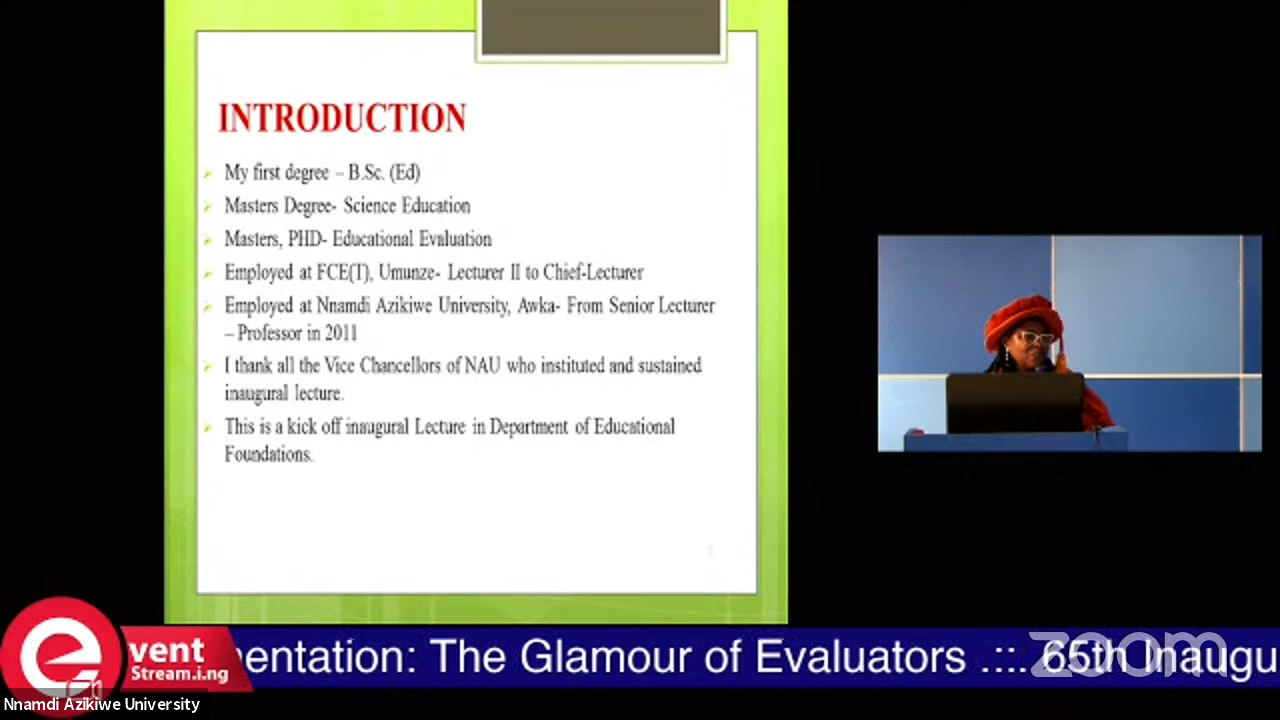 INTRODUCTION
My first degree – B.Sc. (Ed)
Masters Degree- Science Education
Masters, PHD- Educational Evaluation
Employed at FCE(T), Umunze- Lecturer II to Chief-Lecturer
Employed at Nnamdi Azikiwe University, Awka- From Senior Lecturer
– Professor in 2011
I thank all the Vice Chancellors of NAU who instituted and sustained
inaugural lecture.
This is a kick off inaugural Lecture in Department of Educational
Foundations.
event
Stream.i.ng
entation: The Glamour of Evaluators .::. 65th Inaugu
zoom
Nnamdi Azikiwe University